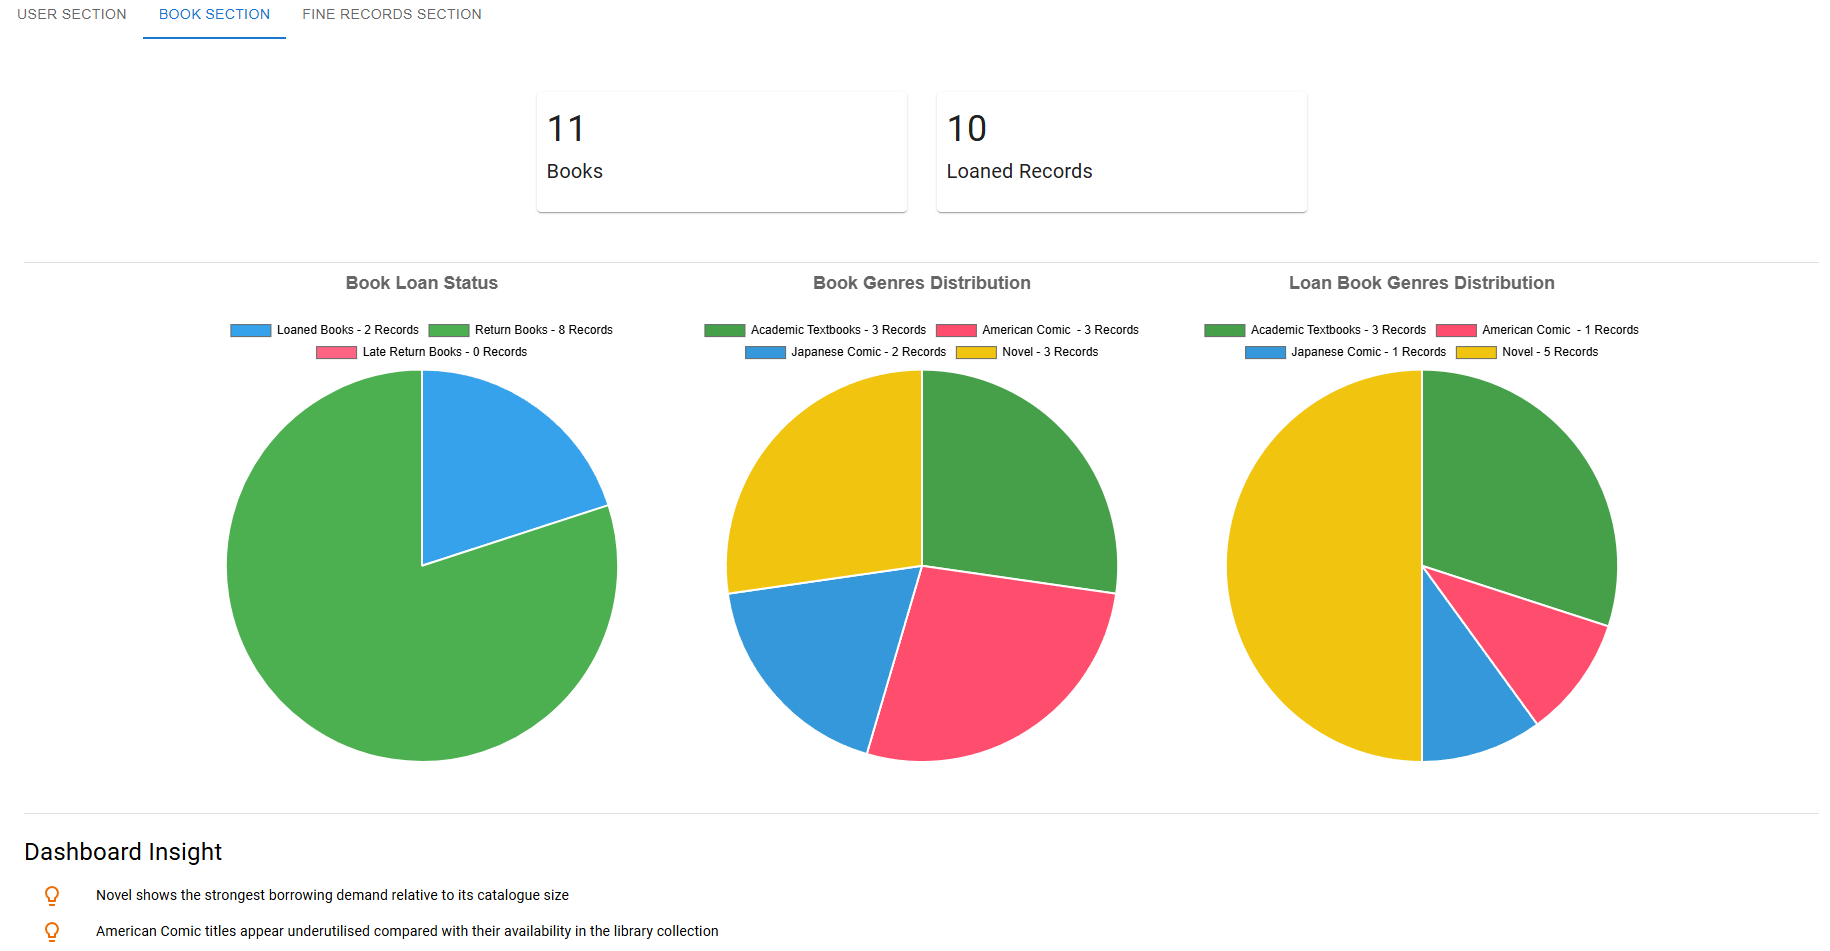 USER SECTION BOOK SECTION FINE RECORDS SECTION
11
Books
10
Loaned Records
Book Loan Status
Loaned Books - 2 Records Return Books - 8 Records
Late Return Books - 0 Records
Book Genres Distribution
Academic Textbooks - 3 Records American Comic - 3 Records
Japanese Comic - 2 Records Novel - 3 Records
Loan Book Genres Distribution
Academic Textbooks - 3 Records American Comic - 1 Records
Japanese Comic - 1 Records Novel - 5 Records
Dashboard Insight
Novel shows the strongest borrowing demand relative to its catalogue size
American Comic titles appear underutilised compared with their availability in the library collection